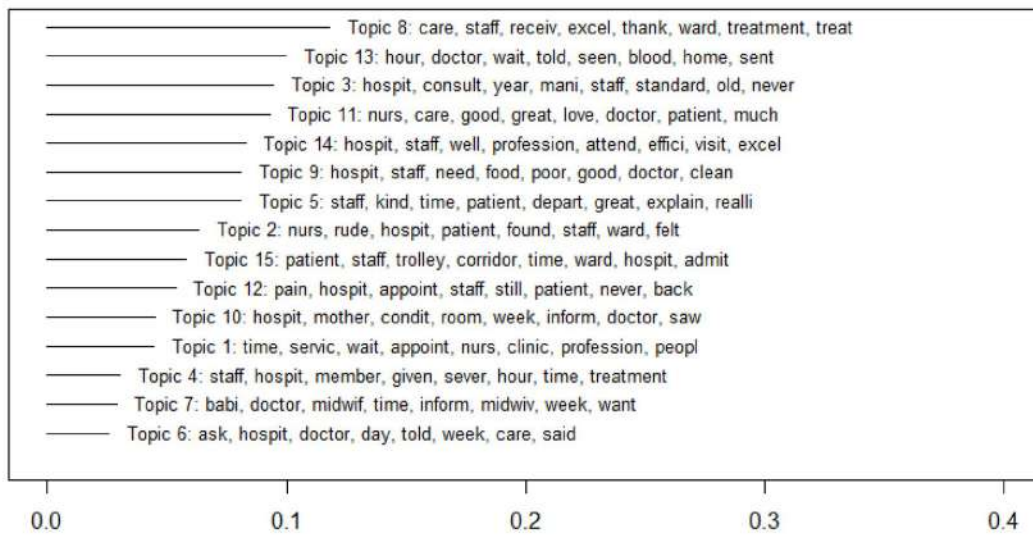 Topic 8: care, staff, receiv, excel, thank, ward, treatment, treat
Topic 13: hour, doctor, wait, told, seen, blood, home, sent
Topic 3: hospit, consult, year, mani, staff, standard, old, never
Topic 11: nurs, care, good, great, love, doctor, patient, much
Topic 14: hospit, staff, well, profession, attend, effici, visit, excel
Topic 9: hospit, staff, need, food, poor, good, doctor, clean
Topic 5: staff, kind, time, patient, depart, great, explain, realli
Topic 2: nurs, rude, hospit, patient, found, staff, ward, felt
Topic 15: patient, staff, trolley, corridor, time, ward, hospit, admit
Topic 12: pain, hospit, appoint, staff, still, patient, never, back
Topic 10: hospit, mother, condit, room, week, inform, doctor, saw
Topic 1: time, servic, wait, appoint, nurs, clinic, profession, peopl
Topic 4: staff, hospit, member, given, sever, hour, time, treatment
Topic 7: babi, doctor, midwif, time, inform, midwiv, week, want
Topic 6: ask, hospit, doctor, day, told, week, care, said
0.0 0.1 0.2 0.3 0.4